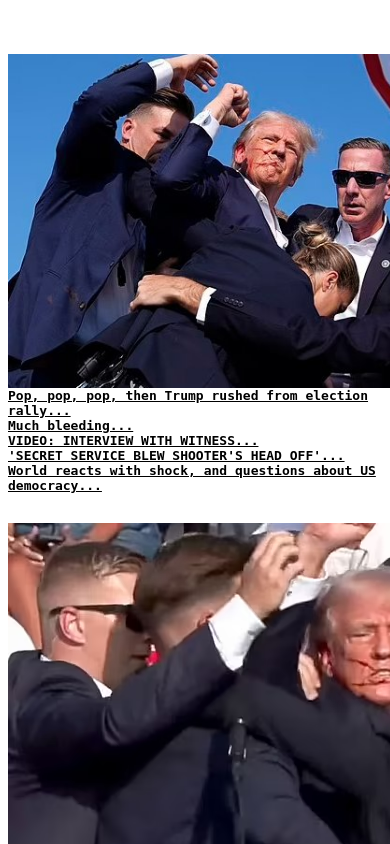 Pop, pop, pop, then Trump rushed from election
rally...
Much bleeding...
VIDEO: INTERVIEW WITH WITNESS...
'SECRET SERVICE BLEW SHOOTER'S HEAD OFF'...
World reacts with shock, and questions about US
democracy...